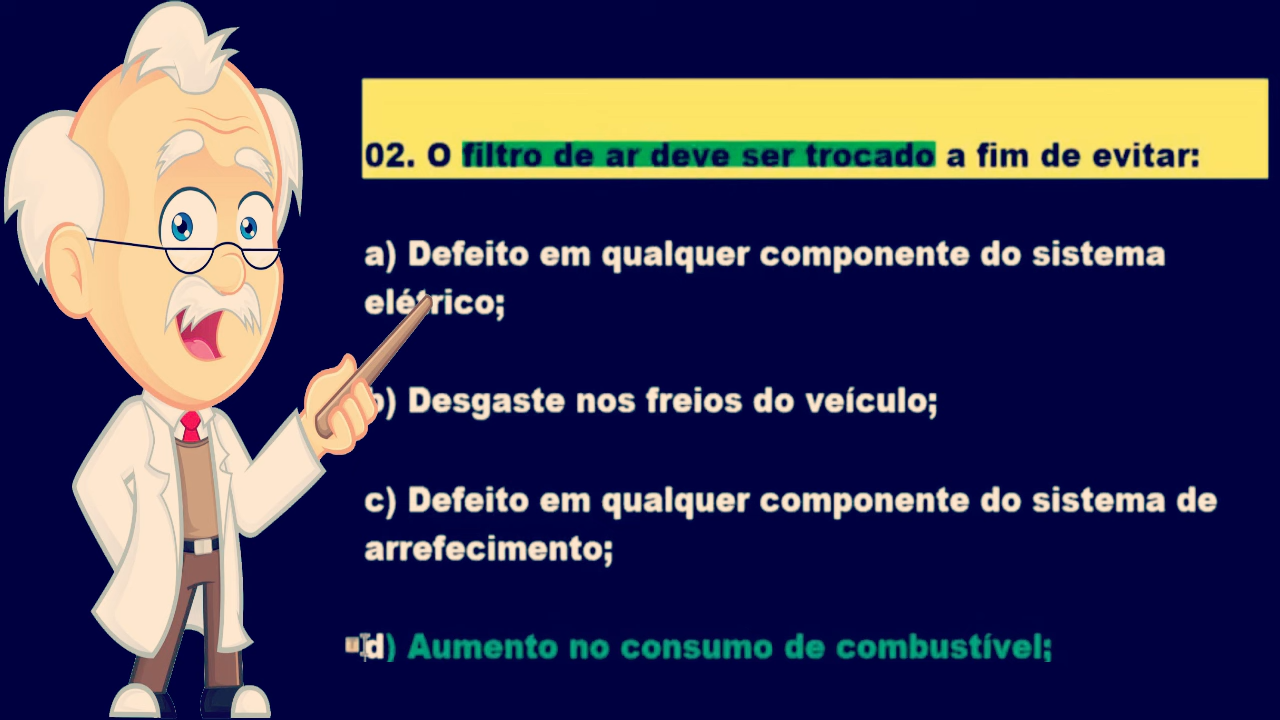 02. O filtro de ar deve ser trocado a fim de evitar:
a) Defeito em qualquer componente do sistema
elétrico;
b) Desgaste nos freios do veículo;
c) Defeito em qualquer componente do sistema de
arrefecimento;
d) Aumento no consumo de combustível;